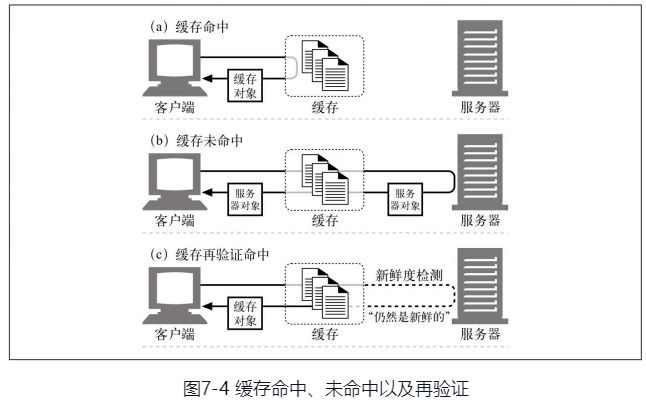 (a) 缓存命中
缓存
对象
客户端
缓存
服务器
(b) 缓存未命中
服务
器对象
服务
器对象
客户端
缓存
服务器
(c) 缓存再验证命中
新鲜度检测
缓存
对象
“仍然是新鲜的”
客户端
缓存
服务器
图7-4 缓存命中、未命中以及再验证